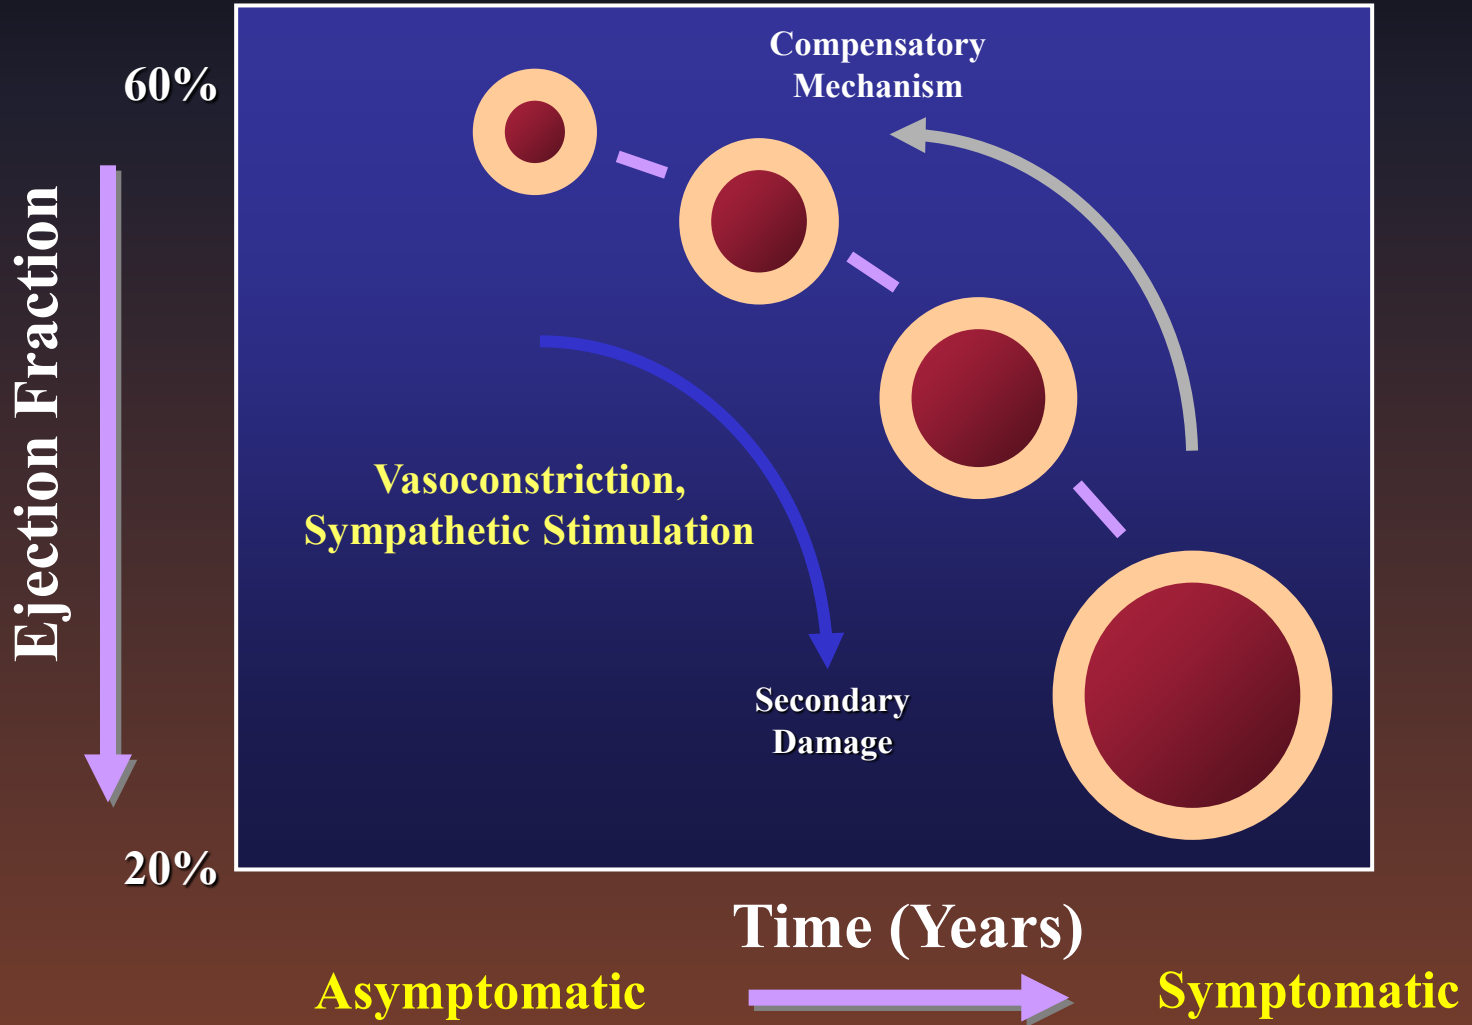 Compensatory
Mechanism
60%
Ejection Fraction
Vasoconstriction,
Sympathetic Stimulation
Secondary
Damage
20%
Time (Years)
Asymptomatic
Symptomatic